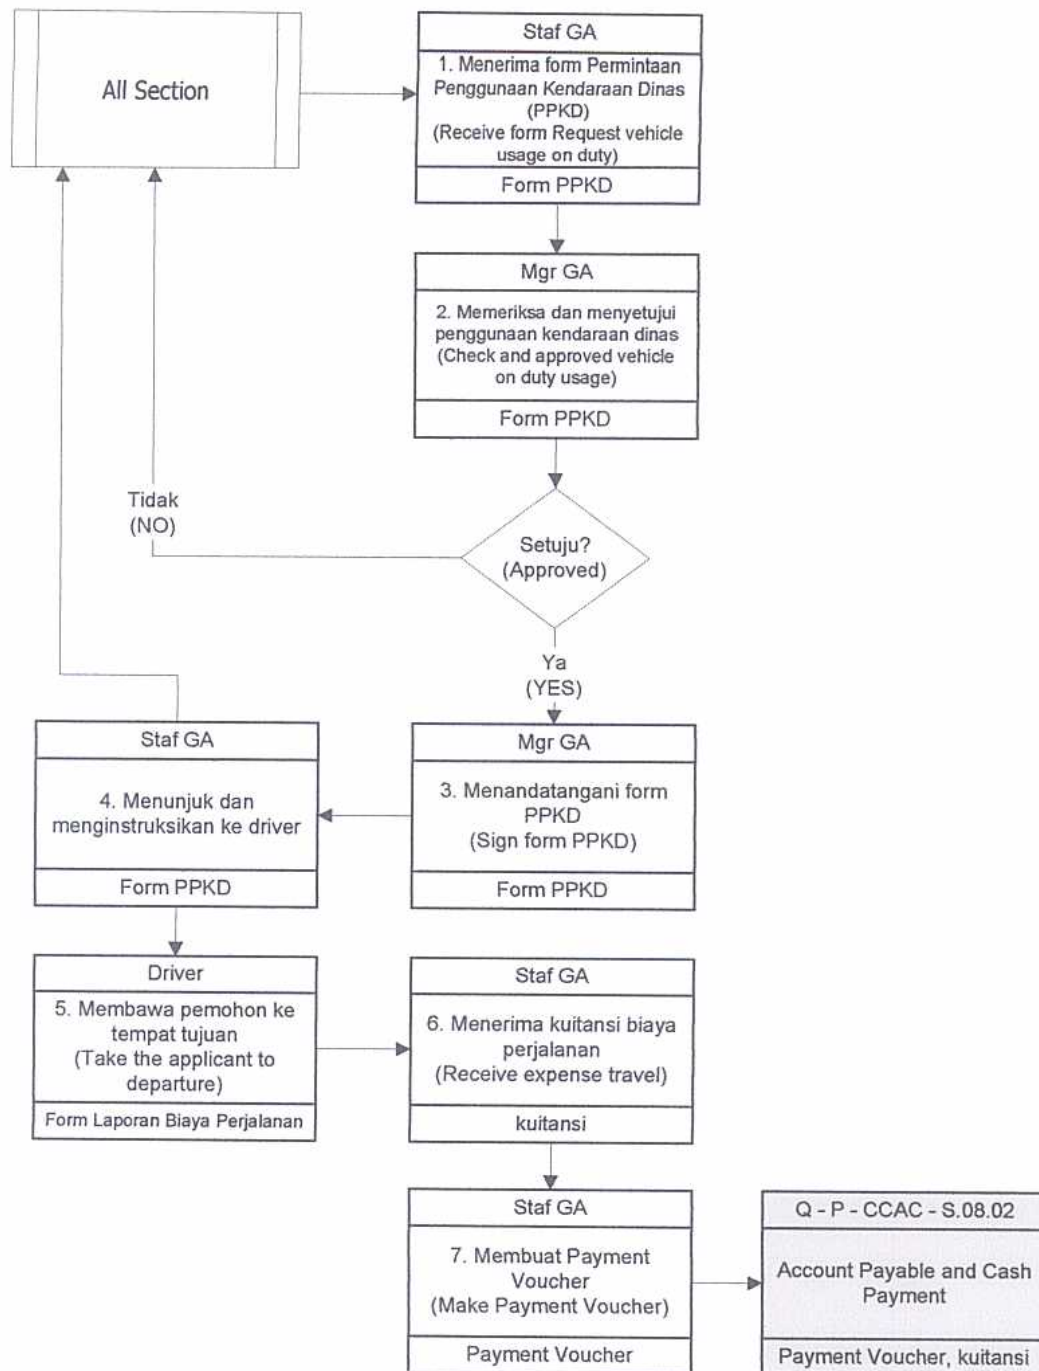 All Section
Staf GA
1. Menerima form Permintaan
Penggunaan Kendaraan Dinas
(PPKD)
(Receive form Request vehicle
usage on duty)
Form PPKD
Mgr GA
2. Memeriksa dan menyetujui
penggunaan kendaraan dinas
(Check and approved vehicle
on duty usage)
Form PPKD
Setuju?
(Approved)
Tidak
(NO)
Ya
(YES)
Mgr GA
3. Menandatangani form
PPKD
(Sign form PPKD)
Form PPKD
Staf GA
4. Menunjuk dan
menginstruksikan ke driver
Form PPKD
Driver
5. Membawa pemohon ke
tempat tujuan
(Take the applicant to
departure)
Form Laporan Biaya Perjalanan
Staf GA
6. Menerima kuitansi biaya
perjalanan
(Receive expense travel)
kuitansi
Staf GA
7. Membuat Payment
Voucher
(Make Payment Voucher)
Payment Voucher
Q - P - CCAC - S.08.02
Account Payable and Cash
Payment
Payment Voucher, kuitansi